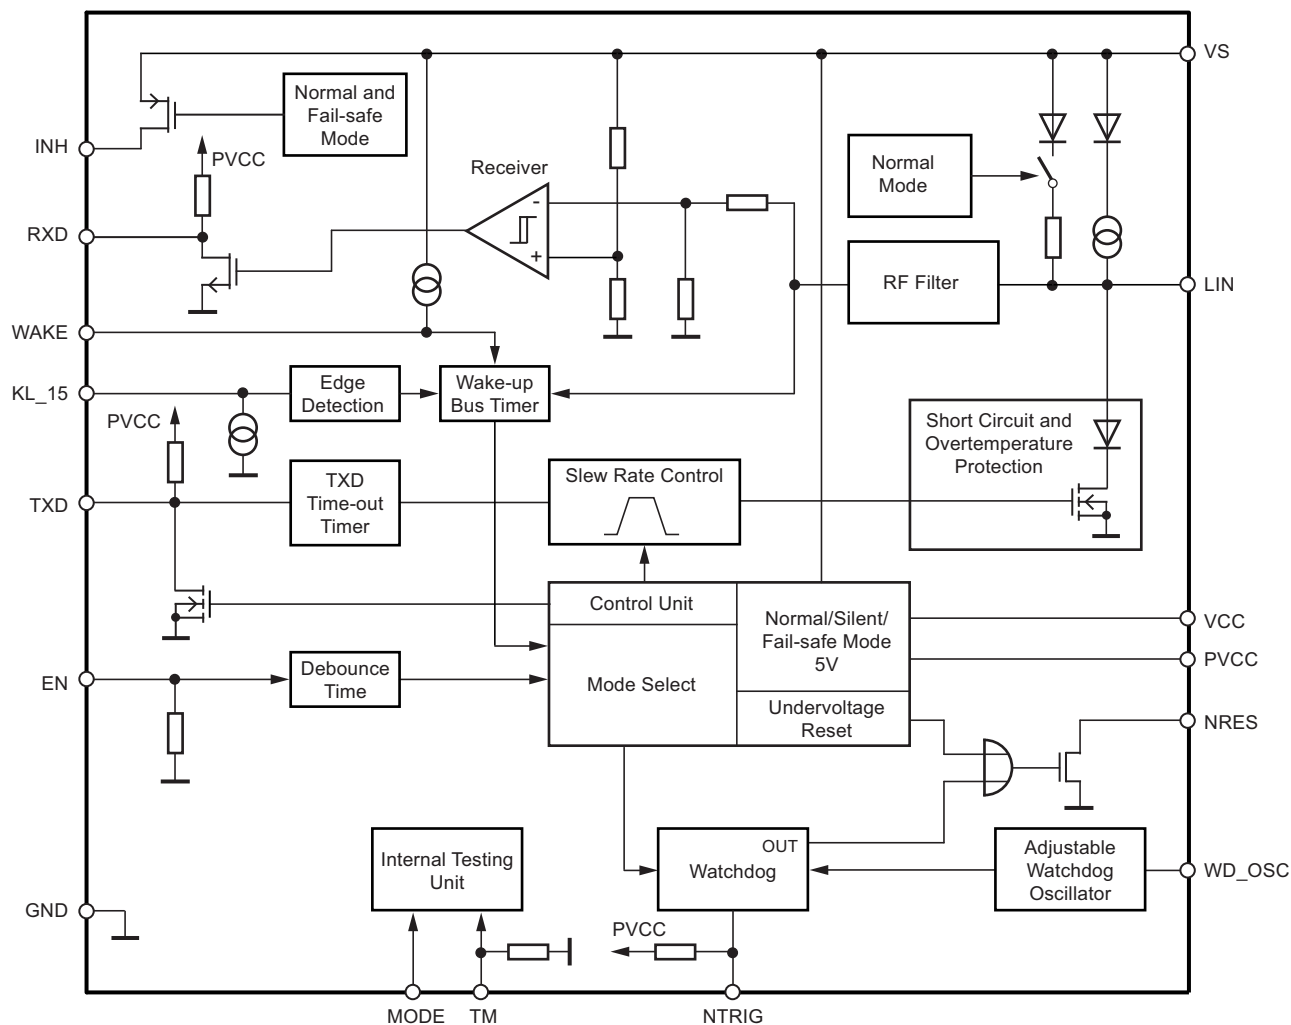 VS
Normal and
Fail-safe
Mode
INH
PVCC
Receiver
Normal
Mode
-
+
RXD
RF Filter
LIN
WAKE
KL_15
Edge
Detection
Wake-up
Bus Timer
PVCC
Short Circuit and
Overtemperature
Protection
TXD
TXD
Time-out
Timer
Slew Rate Control
Control Unit
Normal/Silent/
Fail-safe Mode
5V
VCC
PVCC
EN
Debounce
Time
Mode Select
Undervoltage
Reset
NRES
Internal Testing
Unit
OUT
Watchdog
Adjustable
Watchdog
Oscillator
WD_OSC
GND
PVCC
MODE
TM
NTRIG